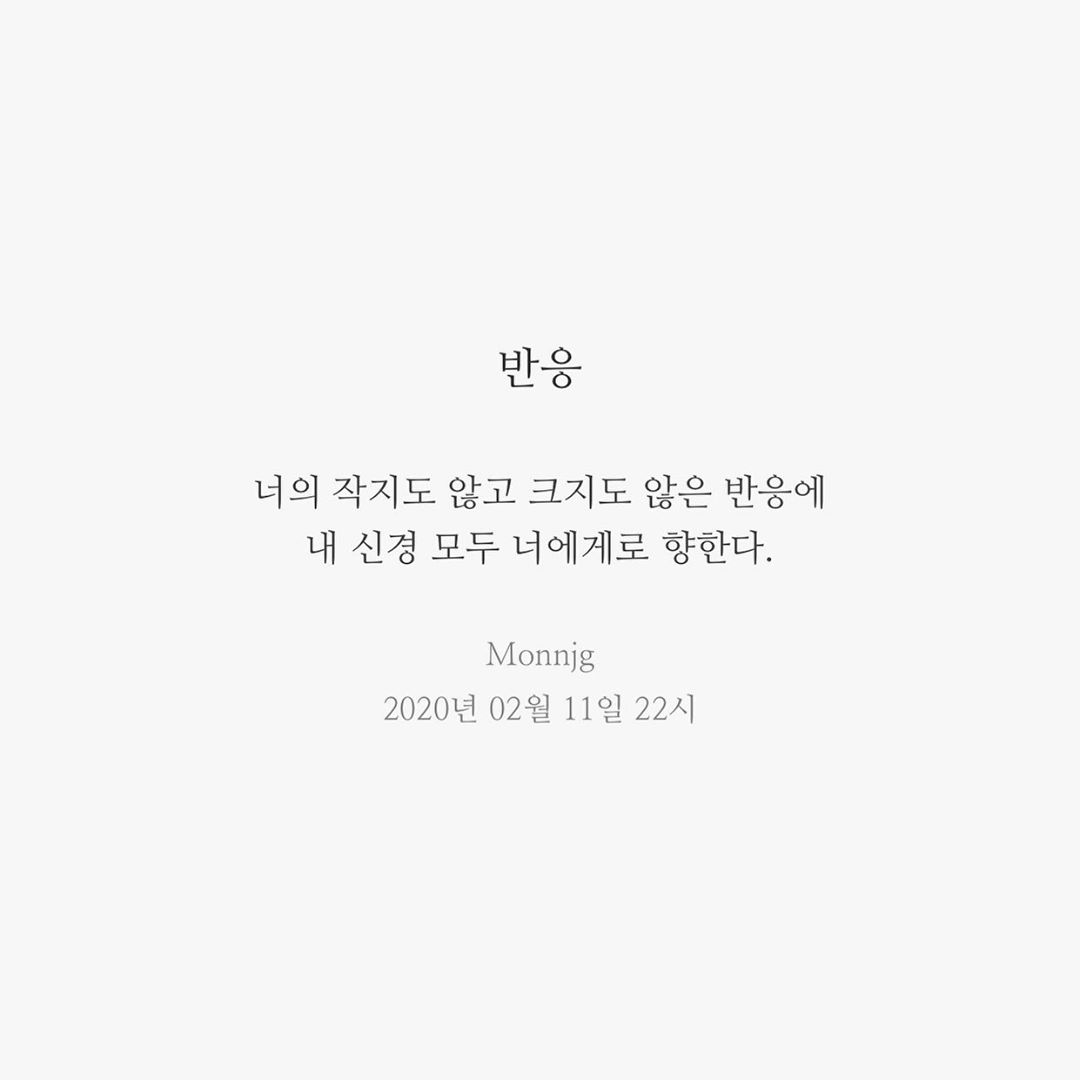 반응
너의 작지도 않고 크지도 않은 반응에
내 신경 모두 너에게로 향한다.
Monnjg
2020년 02월 11일 22시